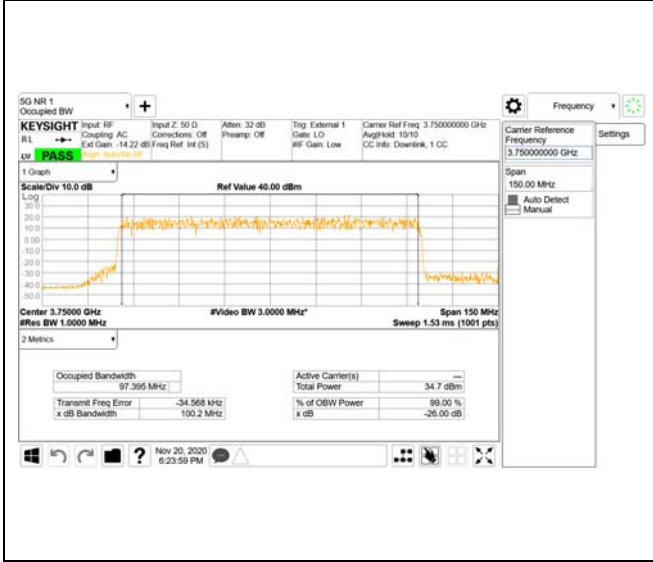 5G NR 1
Occupied BW
+
Frequency
KEYSIGHT
R L
PASS
Input: RF
Coupling: AC
Ext Gain: -14.22 dB
Align: Auto/No RF
Input Z: 50 Ω
Corrections: Off
Freq Ref: Int (S)
Atten: 32 dB
Preamp: Off
Trig: External 1
Gate: LO
#IF Gain: Low
Carrier Ref Freq: 3.750000000 GHz
Avg|Hold: 10/10
CC Info: Downlink, 1 CC
Carrier Reference
Frequency
3.750000000 GHz
Settings
Span
150.00 MHz
Auto Detect
Manual
1 Graph
Scale/Div 10.0 dB
Ref Value 40.00 dBm
Log
30.0
20.0
10.0
0.00
-10.0
-20.0
-30.0
-40.0
-50.0
Center 3.75000 GHz
#Video BW 3.0000 MHz*
Span 150 MHz
#Res BW 1.0000 MHz
Sweep 1.53 ms (1001 pts)
2 Metrics
Occupied Bandwidth
97.395 MHz
Active Carrier(s)
---
Total Power
34.7 dBm
Transmit Freq Error
-34.568 kHz
% of OBW Power
99.00 %
x dB Bandwidth
100.2 MHz
x dB
-26.00 dB
?
Nov 20, 2020
6:23:59 PM